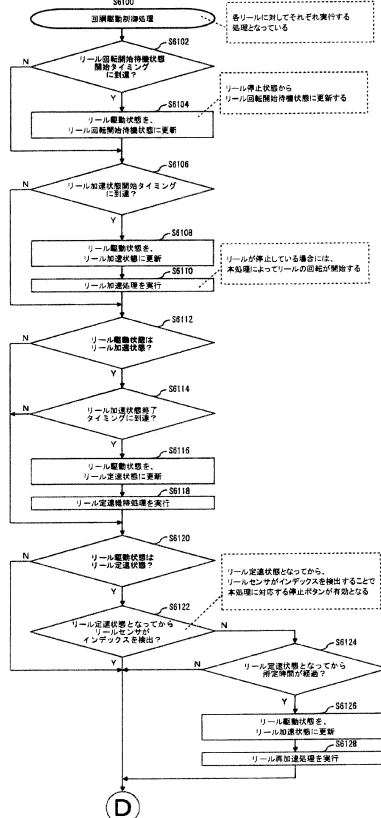 S6100
回胴駆動制御処理
各リールに対してそれぞれ実行する
処理となっている
S6102
リール回転開始待機状態
開始タイミング
に到達?
N
Y
S6104
リール駆動状態を、
リール回転開始待機状態に更新
リール停止状態から
リール回転開始待機状態に更新する
S6106
リール加速状態開始タイミング
に到達?
N
Y
S6108
リール駆動状態を、
リール加速状態に更新
S6110
リール加速処理を実行
リールが停止している場合には、
本処理によってリールの回転が開始する
S6112
リール駆動状態は
リール加速状態?
N
Y
S6114
リール加速状態終了
タイミングに到達?
N
Y
S6116
リール駆動状態を、
リール定速状態に更新
S6118
リール定速維持処理を実行
S6120
リール駆動状態は
リール定速状態?
N
Y
リール定速状態となってから、
リールセンサがインデックスを検出することで
本処理に対応する停止ボタンが有効となる
S6122
リール定速状態となってから
リールセンサが
インデックスを検出?
N
Y
S6124
リール定速状態となってから
所定時間が経過?
N
Y
S6126
リール駆動状態を、
リール加速状態に更新
S6128
リール再加速処理を実行
D